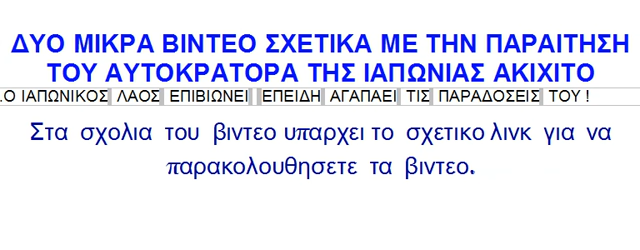 ΔΥΟ ΜΙΚΡΑ ΒΙΝΤΕΟ ΣΧΕΤΙΚΑ ΜΕ ΤΗΝ ΠΑΡΑΙΤΗΣΗ
ΤΟΥ ΑΥΤΟΚΡΑΤΟΡΑ ΤΗΣ ΙΑΠΩΝΙΑΣ ΑΚΙΧΙΤΟ
.Ο ΙΑΠΩΝΙΚΟΣ ΛΑΟΣ ΕΠΙΒΙΩΝΕΙ ΕΠΕΙΔΗ ΑΓΑΠΑΕΙ ΤΙΣ ΠΑΡΑΔΟΣΕΙΣ ΤΟΥ !
Στα σχολια του βιντεο υπαρχει το σχετικο λινκ για να
παρακολουθησετε τα βιντεο.